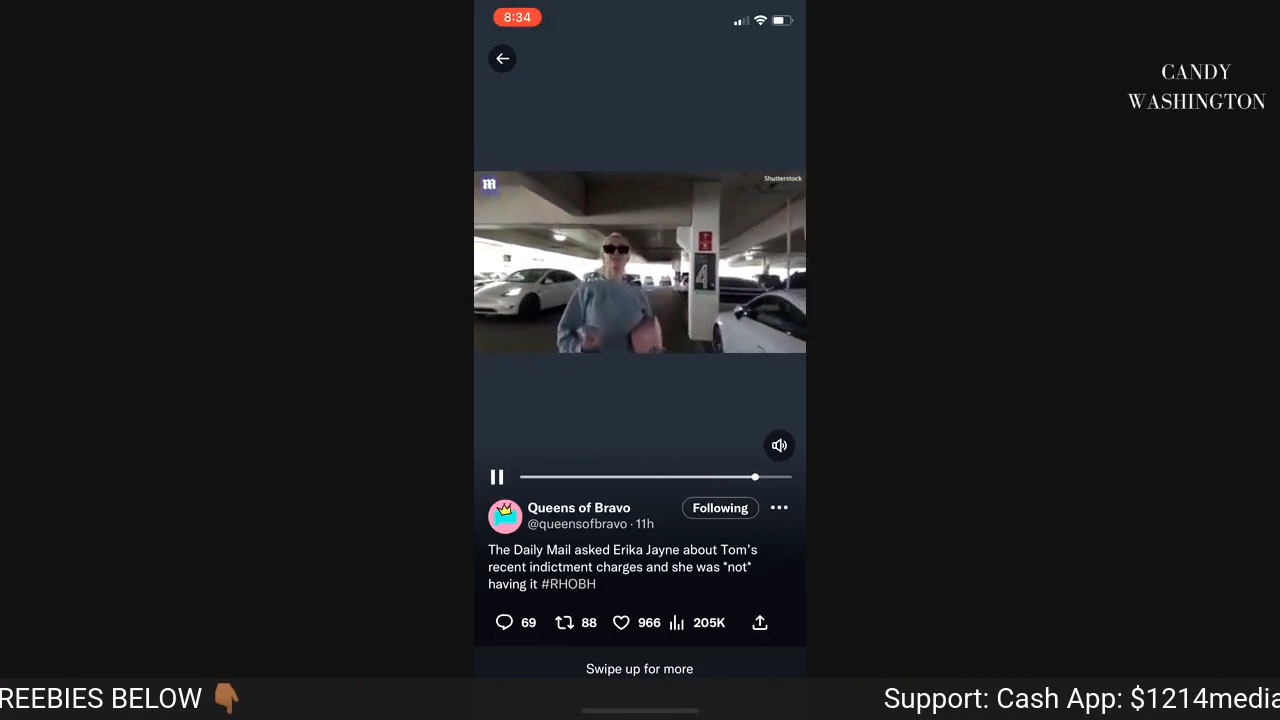 8:34
CANDY
WASHINGTON
m
Shutterstock
4
Queens of Bravo
Following
@queensofbravo · 11h
The Daily Mail asked Erika Jayne about Tom's
recent indictment charges and she was *not*
having it #RHOBH
69
88
966
205K
Swipe up for more
REEBIES BELOW 👇🏾
Support: Cash App: $1214media